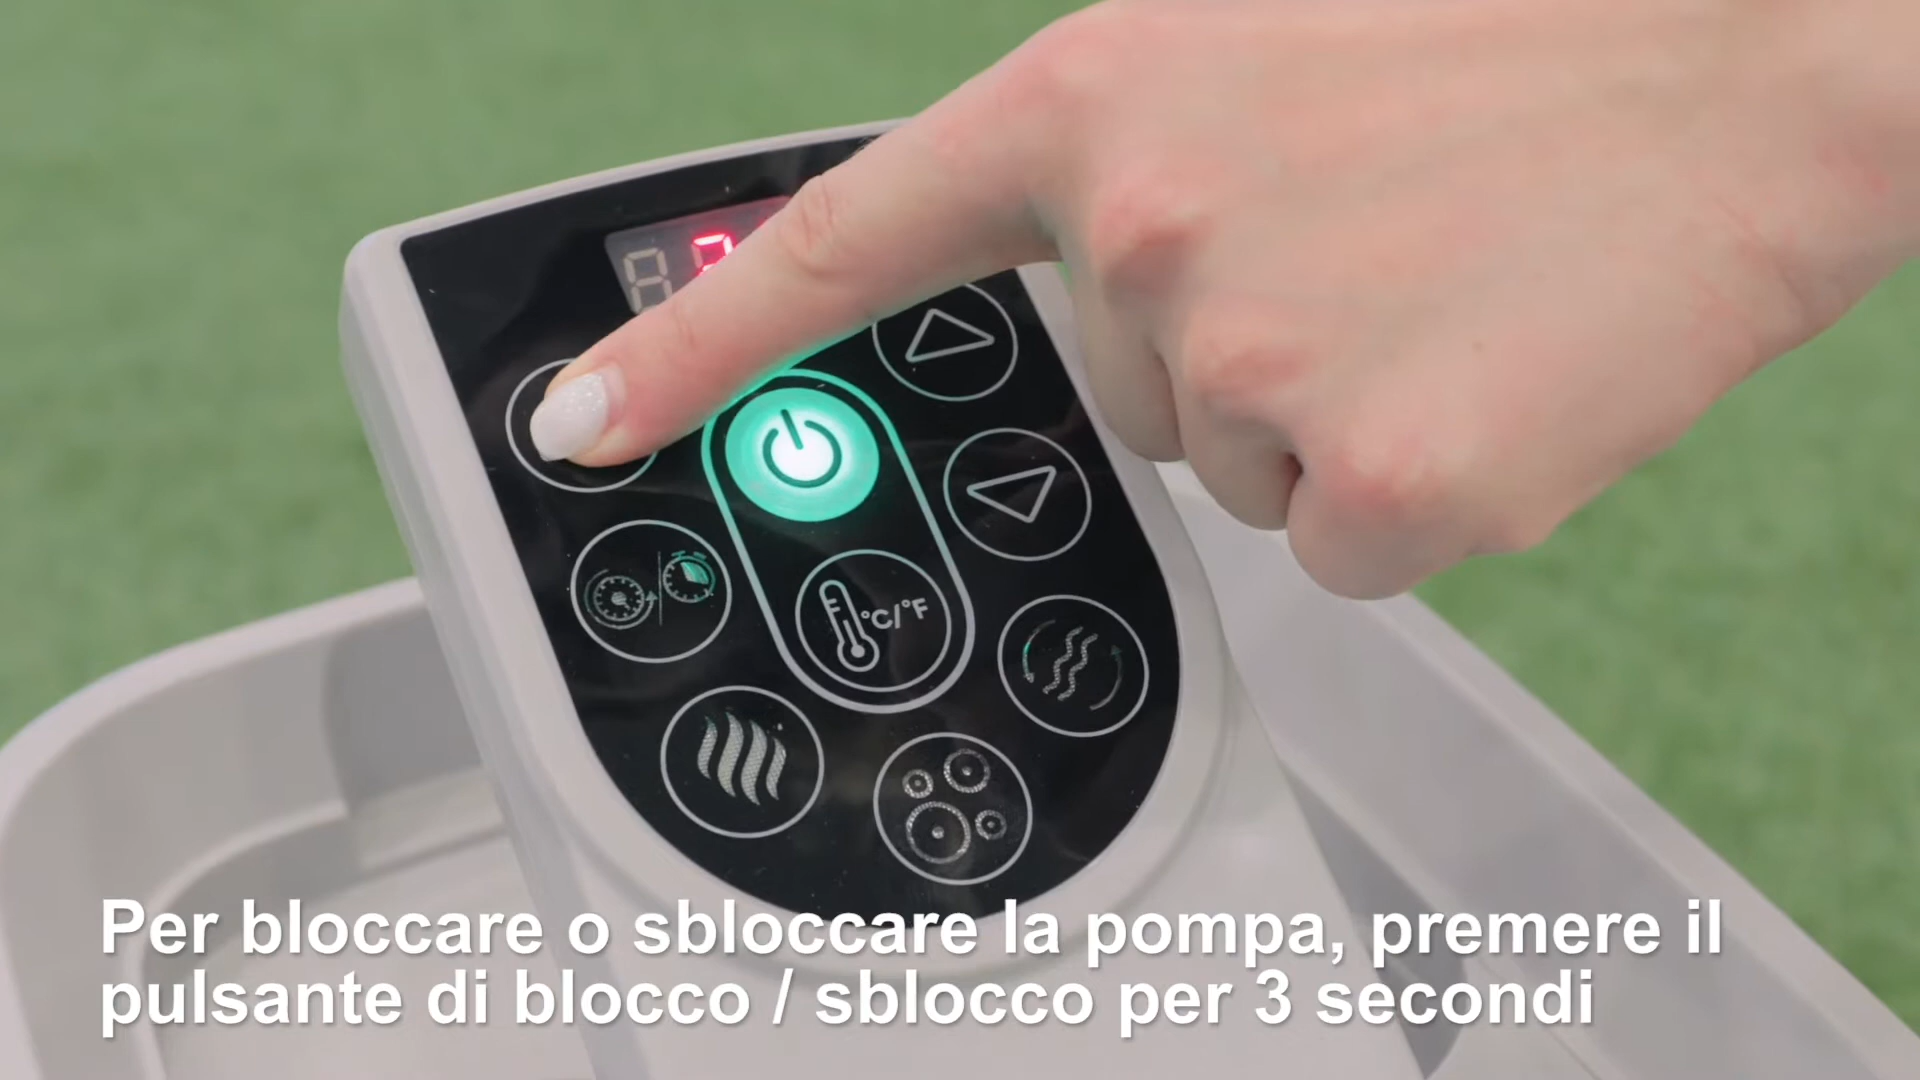 °C/°F
Per bloccare o sbloccare la pompa, premere il
pulsante di blocco / sblocco per 3 secondi